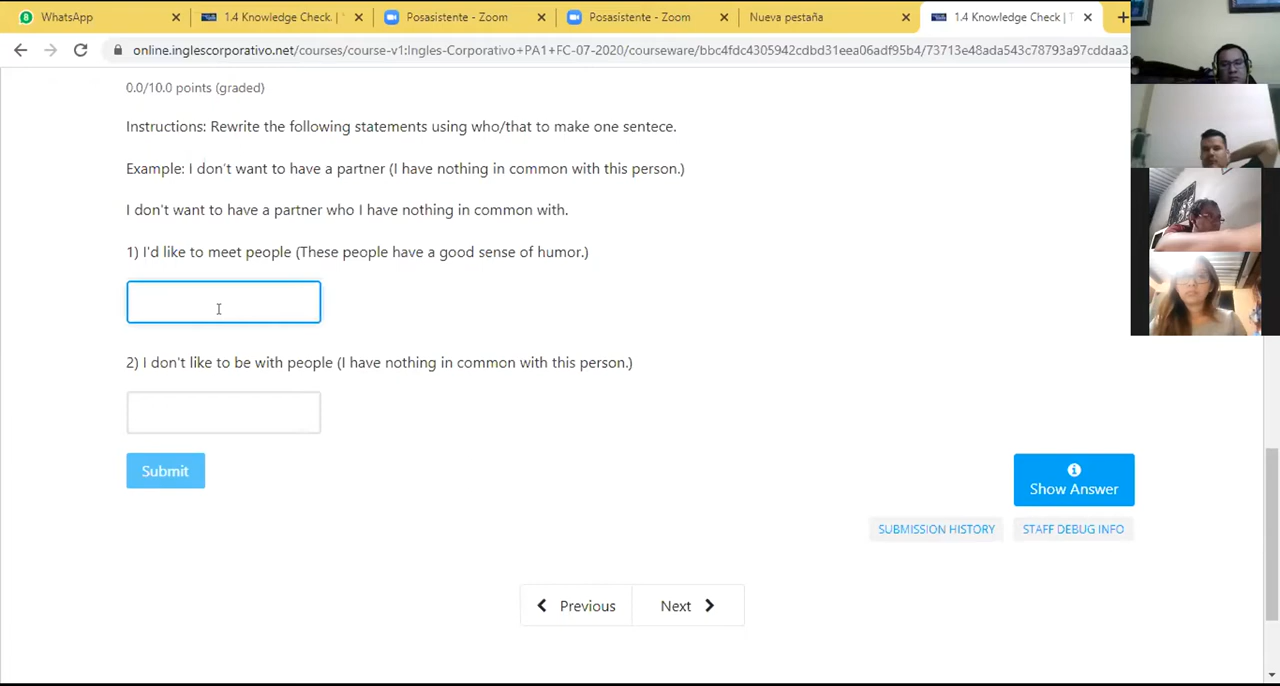 WhatsApp
1.4 Knowledge Check. |
Posasistente - Zoom
Posasistente - Zoom
Nueva pestaña
1.4 Knowledge Check | T
online.inglescorporativo.net/courses/course-v1:Ingles-Corporativo+PA1+FC-07-2020/courseware/bbc4fdc4305942cdbd31eea06adf95b4/73713e48ada543c78793a97cddaa3...
0.0/10.0 points (graded)
Instructions: Rewrite the following statements using who/that to make one sentece.
Example: I don't want to have a partner (I have nothing in common with this person.)
I don't want to have a partner who I have nothing in common with.
1) I'd like to meet people (These people have a good sense of humor.)
2) I don't like to be with people (I have nothing in common with this person.)
Submit
Show Answer
SUBMISSION HISTORY
STAFF DEBUG INFO
Previous
Next